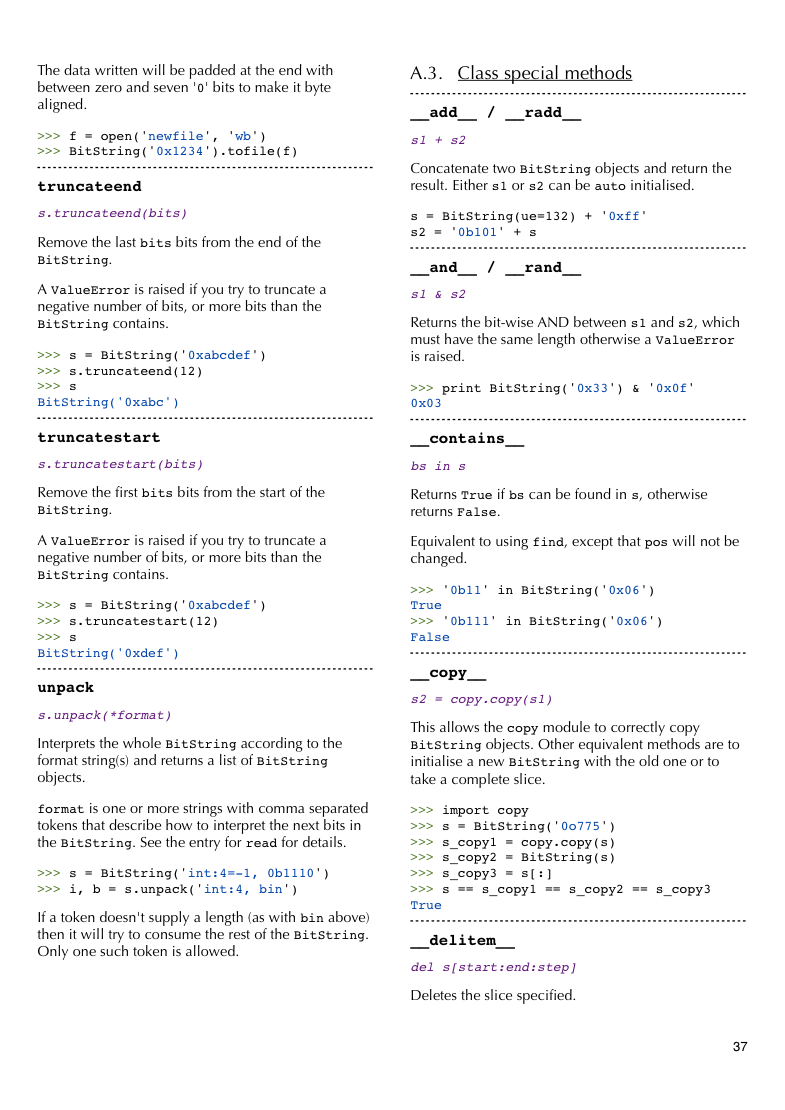 The data written will be padded at the end with
between zero and seven '0' bits to make it byte
aligned.
>>> f = open('newfile', 'wb')
>>> BitString('0x1234').tofile(f)
truncateend
s.truncateend(bits)
Remove the last bits bits from the end of the
BitString.
A ValueError is raised if you try to truncate a
negative number of bits, or more bits than the
BitString contains.
>>> s = BitString('0xabcdef')
>>> s.truncateend(12)
>>> s
BitString('0xabc')
truncatestart
s.truncatestart(bits)
Remove the first bits bits from the start of the
BitString.
A ValueError is raised if you try to truncate a
negative number of bits, or more bits than the
BitString contains.
>>> s = BitString('0xabcdef')
>>> s.truncatestart(12)
>>> s
BitString('0xdef')
unpack
s.unpack(*format)
Interprets the whole BitString according to the
format string(s) and returns a list of BitString
objects.
format is one or more strings with comma separated
tokens that describe how to interpret the next bits in
the BitString. See the entry for read for details.
>>> s = BitString('int:4=-1, 0b1110')
>>> i, b = s.unpack('int:4, bin')
If a token doesn't supply a length (as with bin above)
then it will try to consume the rest of the BitString.
Only one such token is allowed.
A.3. Class special methods
__add__ / __radd__
s1 + s2
Concatenate two BitString objects and return the
result. Either s1 or s2 can be auto initialised.
s = BitString(ue=132) + '0xff'
s2 = '0b101' + s
__and__ / __rand__
s1 & s2
Returns the bit-wise AND between s1 and s2, which
must have the same length otherwise a ValueError
is raised.
>>> print BitString('0x33') & '0x0f'
0x03
__contains__
bs in s
Returns True if bs can be found in s, otherwise
returns False.
Equivalent to using find, except that pos will not be
changed.
>>> '0b11' in BitString('0x06')
True
>>> '0b111' in BitString('0x06')
False
__copy__
s2 = copy.copy(s1)
This allows the copy module to correctly copy
BitString objects. Other equivalent methods are to
initialise a new BitString with the old one or to
take a complete slice.
>>> import copy
>>> s = BitString('0o775')
>>> s_copy1 = copy.copy(s)
>>> s_copy2 = BitString(s)
>>> s_copy3 = s[:]
>>> s == s_copy1 == s_copy2 == s_copy3
True
__delitem__
del s[start:end:step]
Deletes the slice specified.
37